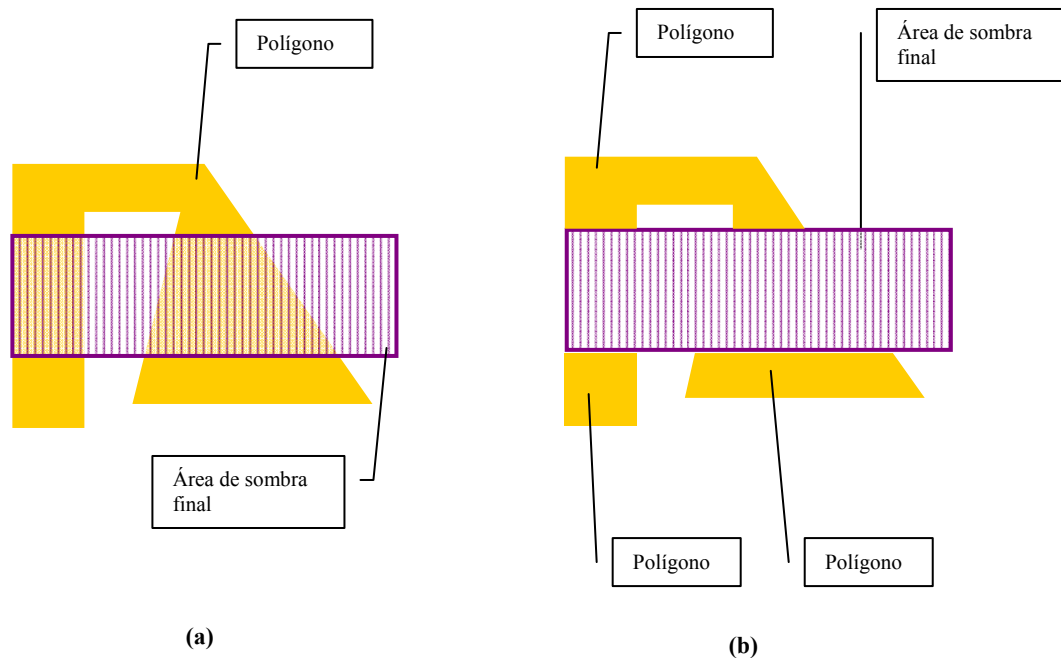 Polígono
Área de sombra
final
(a)
Polígono
Área de sombra
final
Polígono
Polígono
(b)